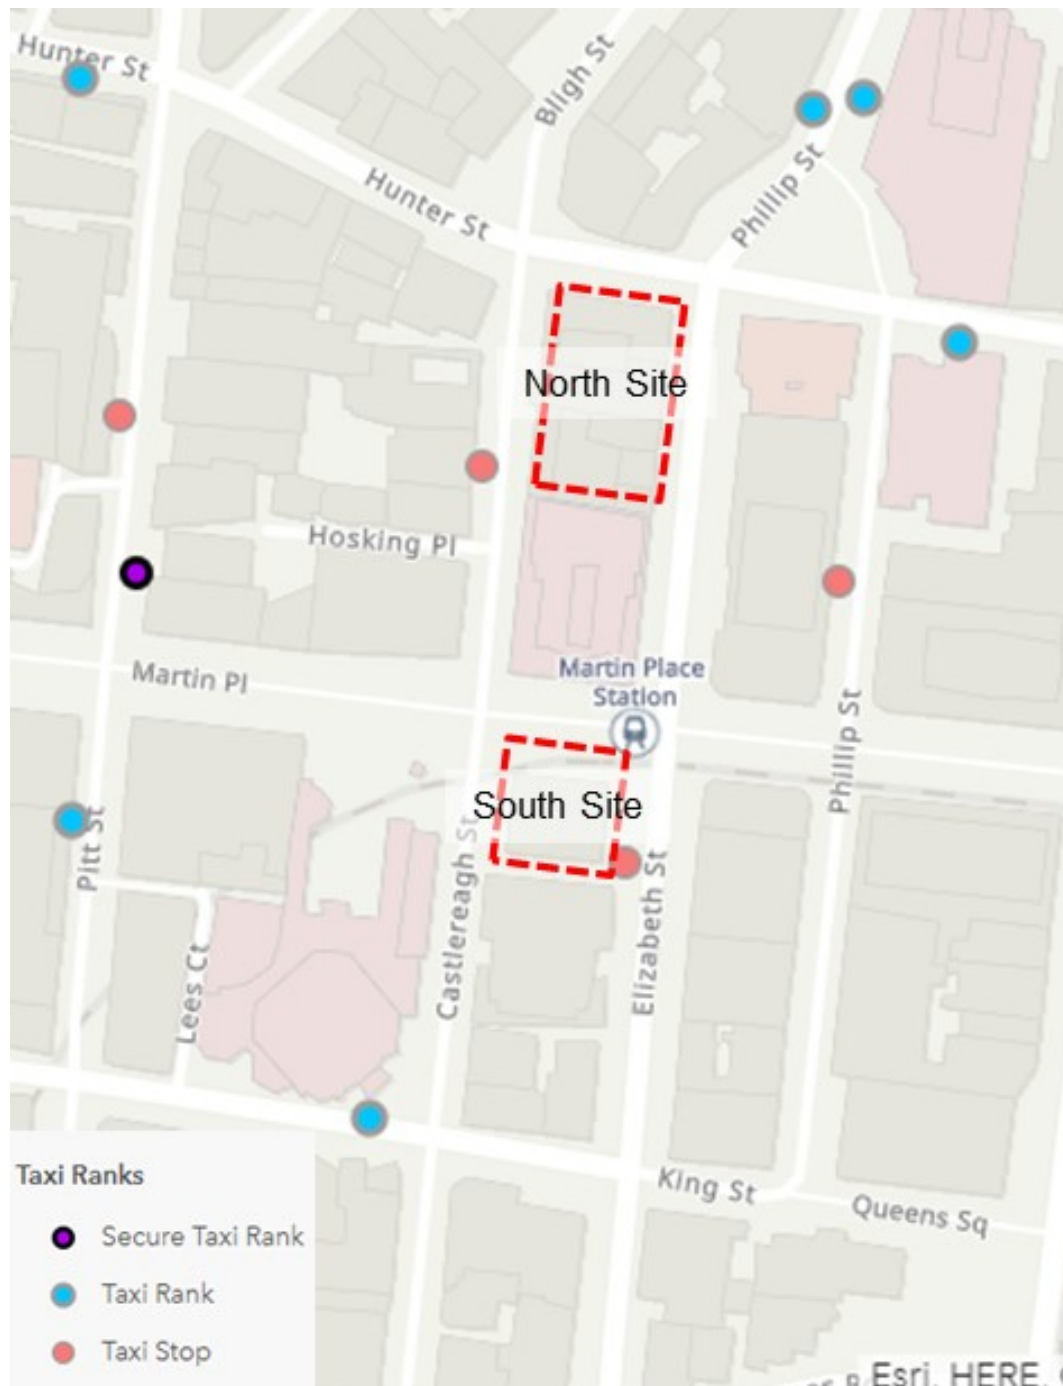 Hunter St
Bligh St
Phillip St
Hunter St
North Site
Hosking Pl
Martin Place
Station
Martin Pl
South Site
Phillip St
Pitt St
Castlereagh St
Elizabeth St
Lees Ct
King St
Queens Sq
Taxi Ranks
Secure Taxi Rank
Taxi Rank
Taxi Stop
Esri, HERE,